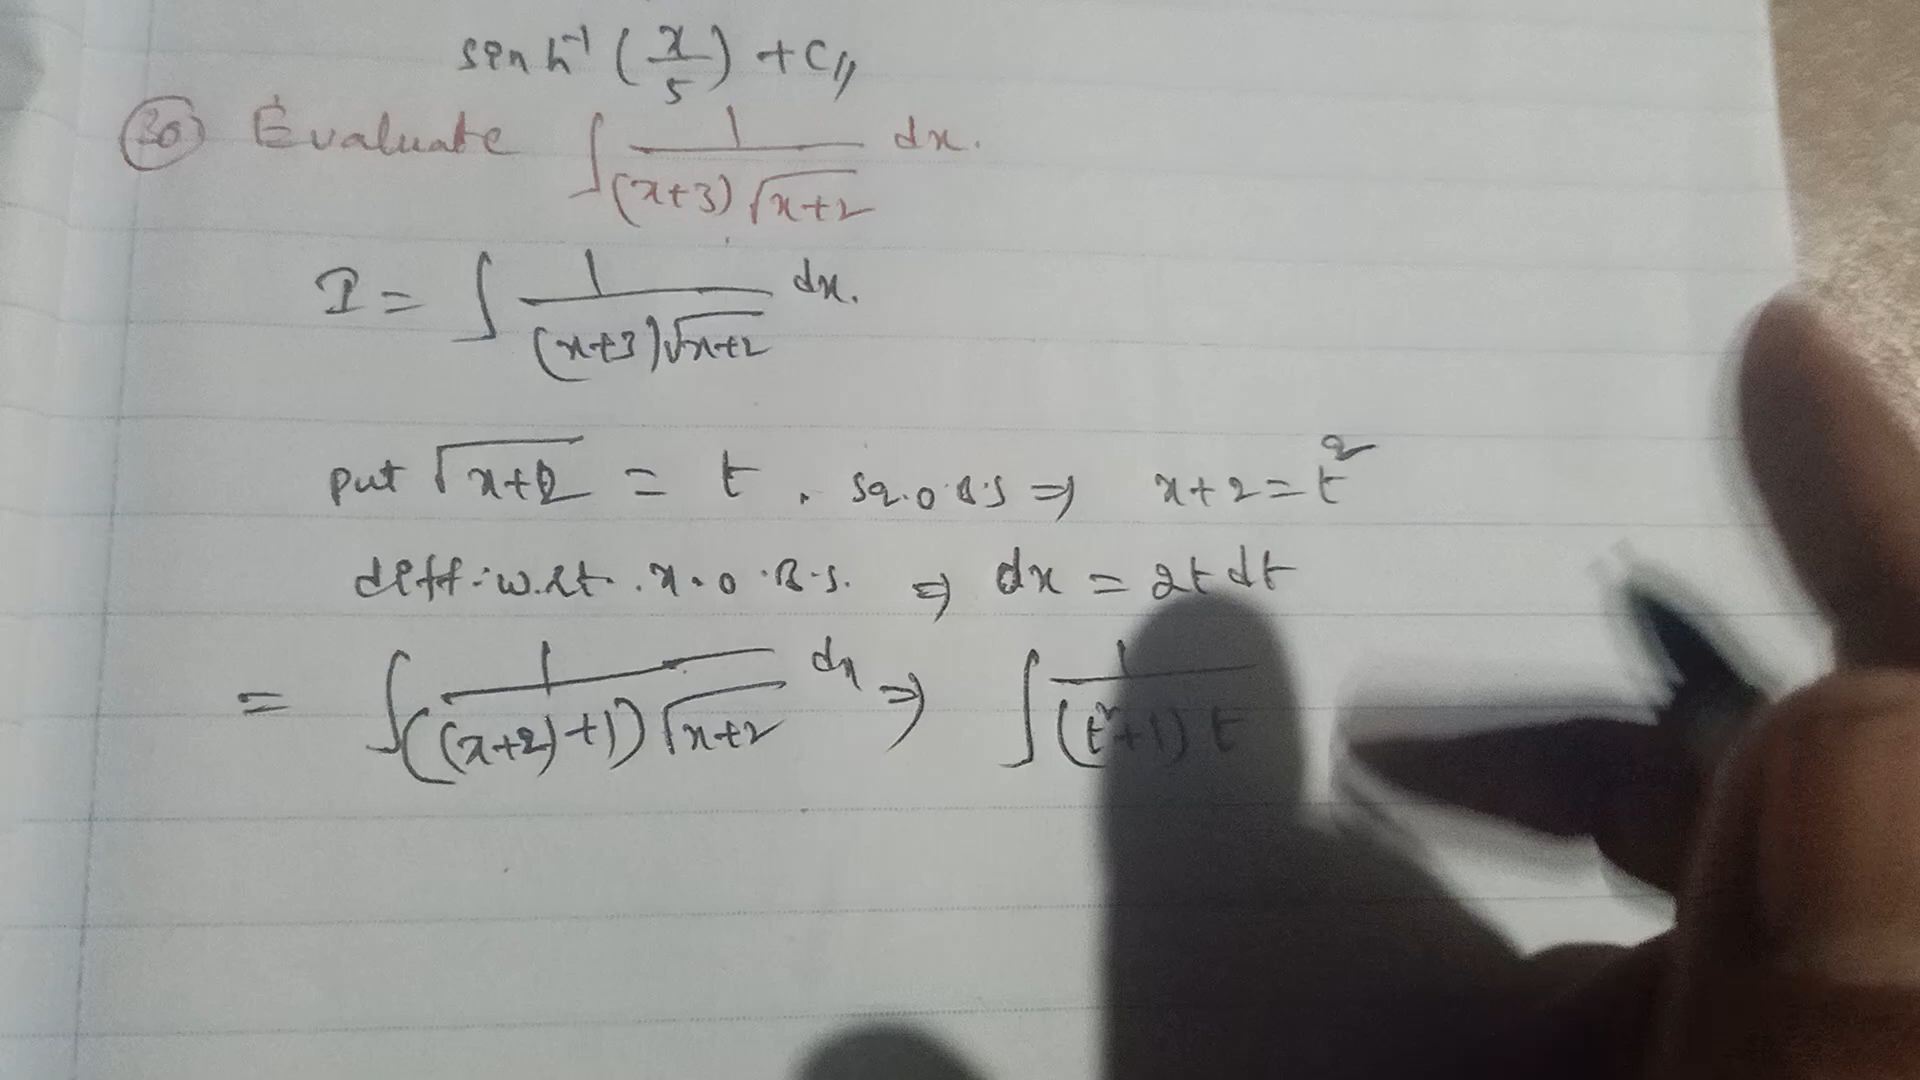 sinh⁻¹ (x/5) + C//
(30) Evaluate ∫ 1/((x+3)√(x+2)) dx.
I = ∫ 1/((x+3)√(x+2)) dx.
put √(x+2) = t . sq.o.B.S ⇒ x+2 = t²
diff.w.r.t. x.o.B.S. ⇒ dx = 2t dt
= ∫ 1/(((x+2)+1)√(x+2)) dx ⇒ ∫ 1/((t²+1) t